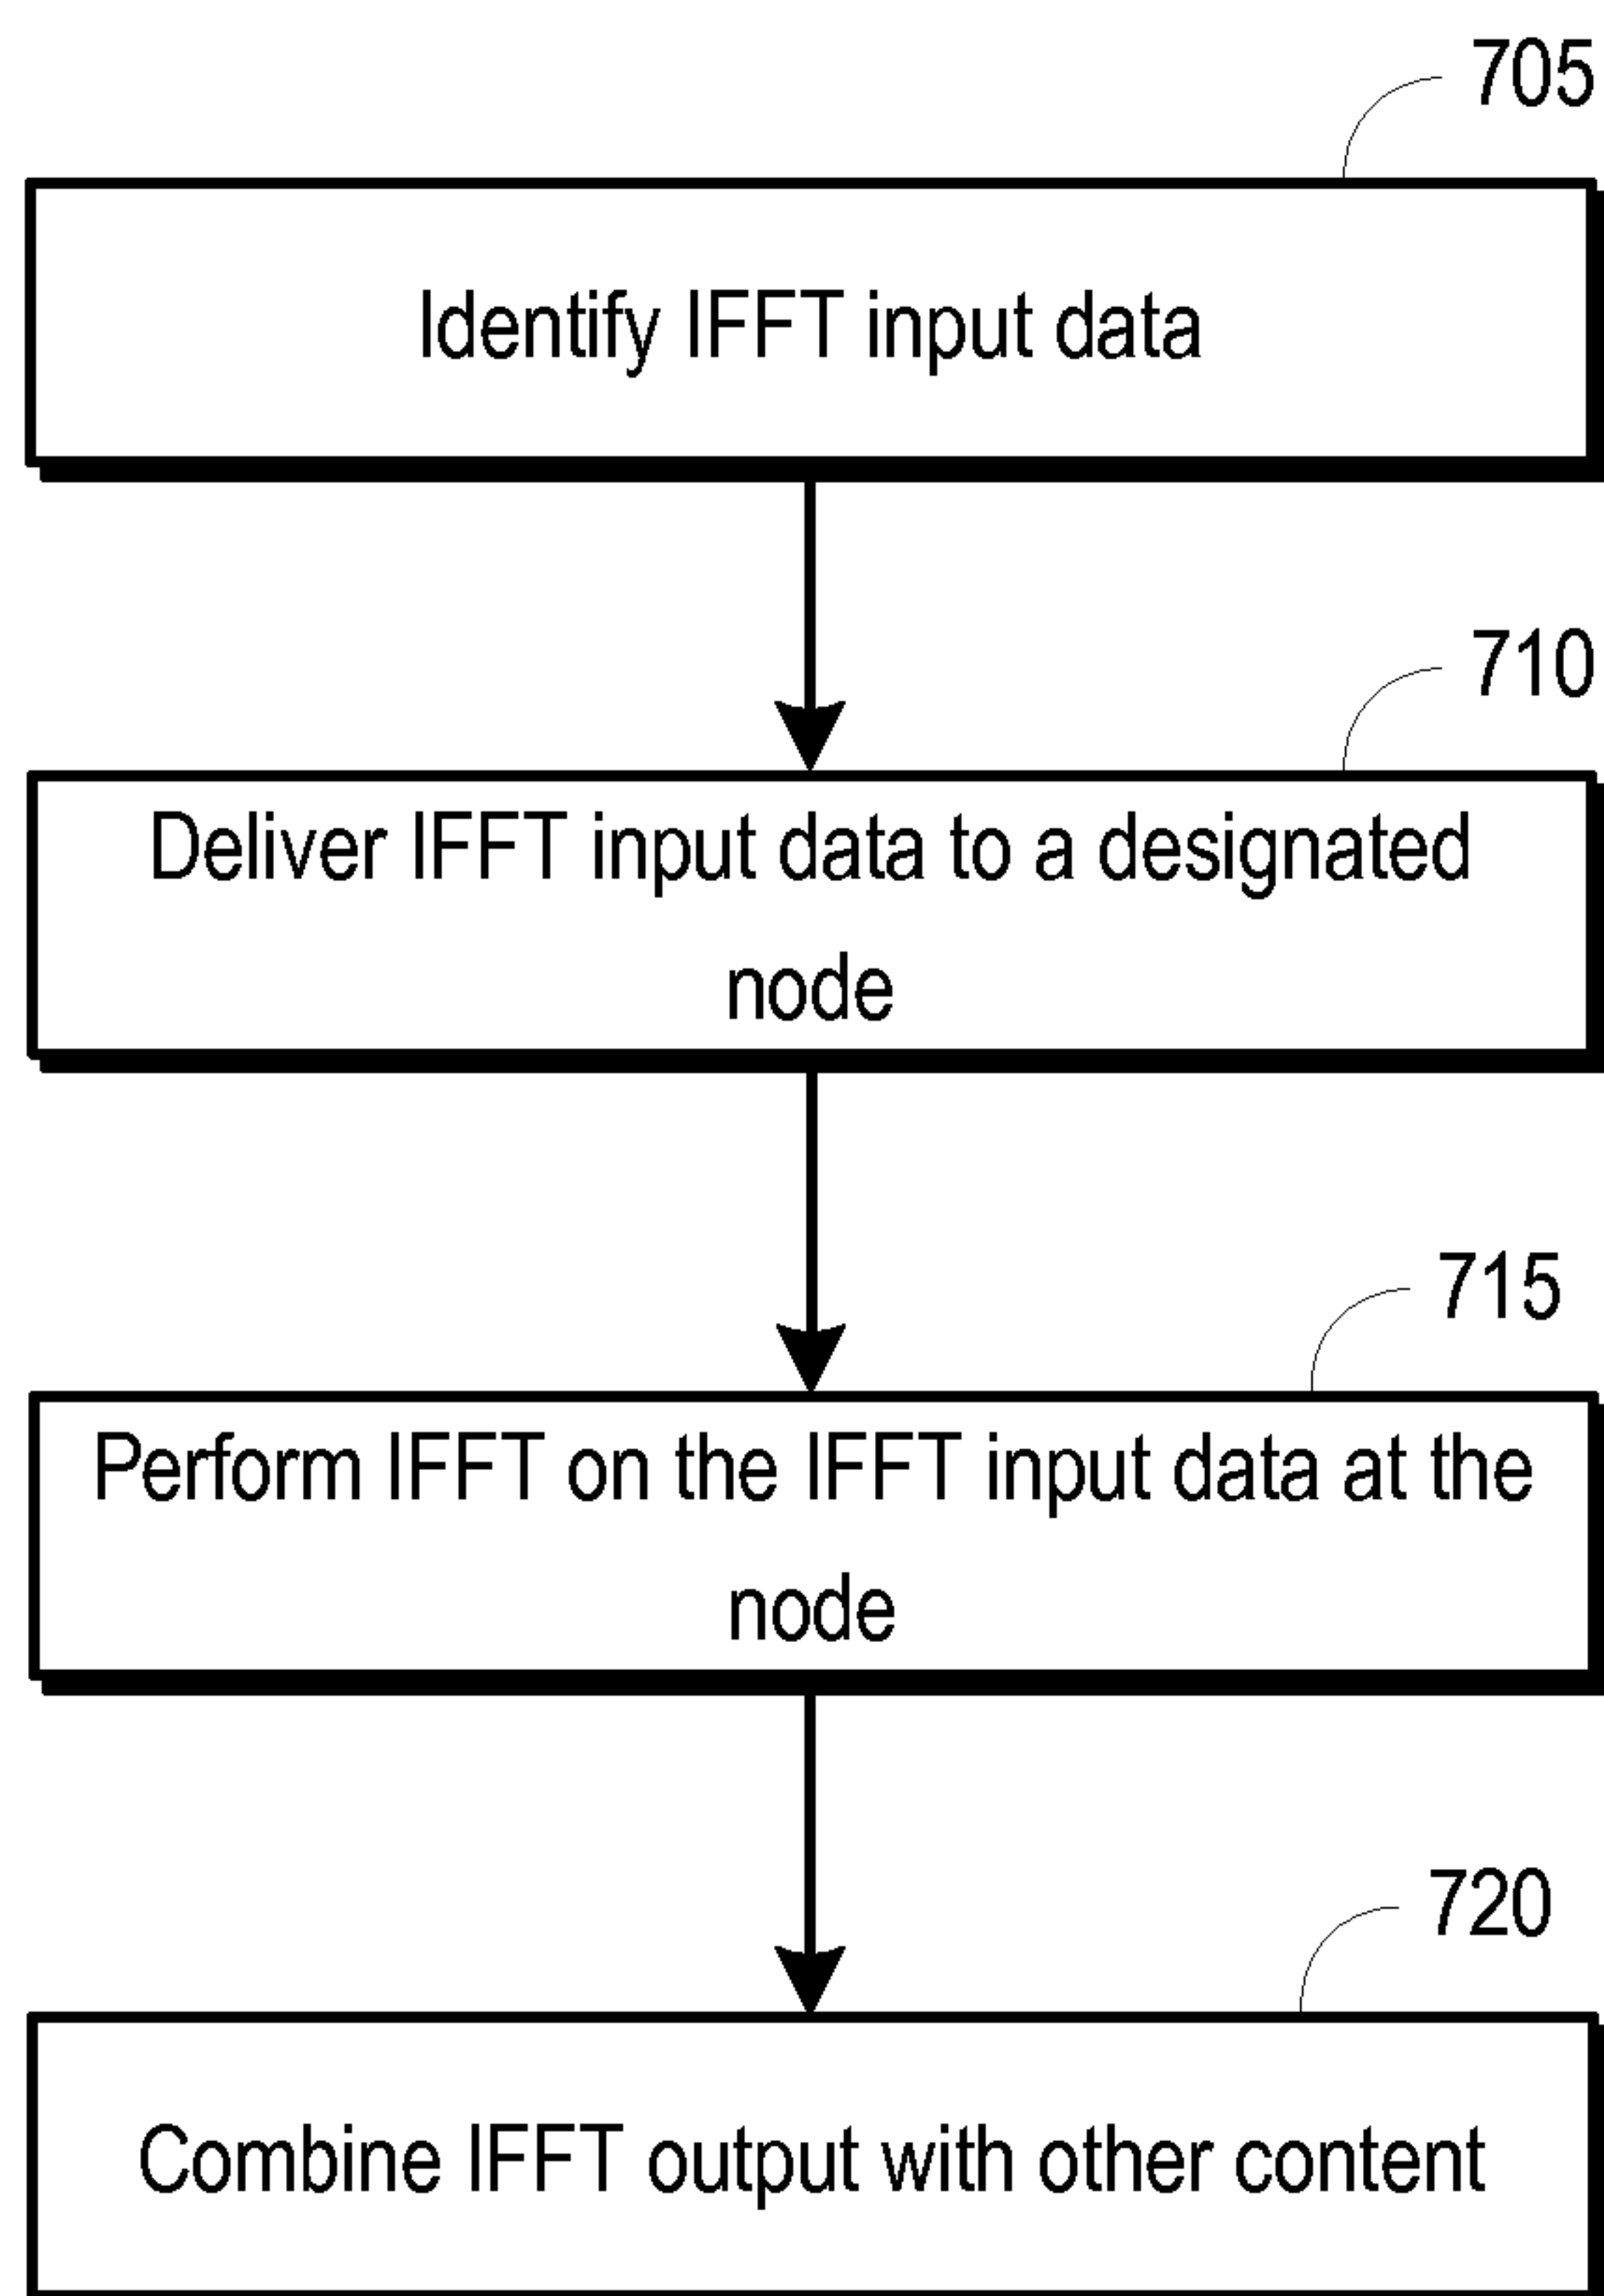 705
Identify IFFT input data
710
Deliver IFFT input data to a designated
node
715
Perform IFFT on the IFFT input data at the
node
720
Combine IFFT output with other content